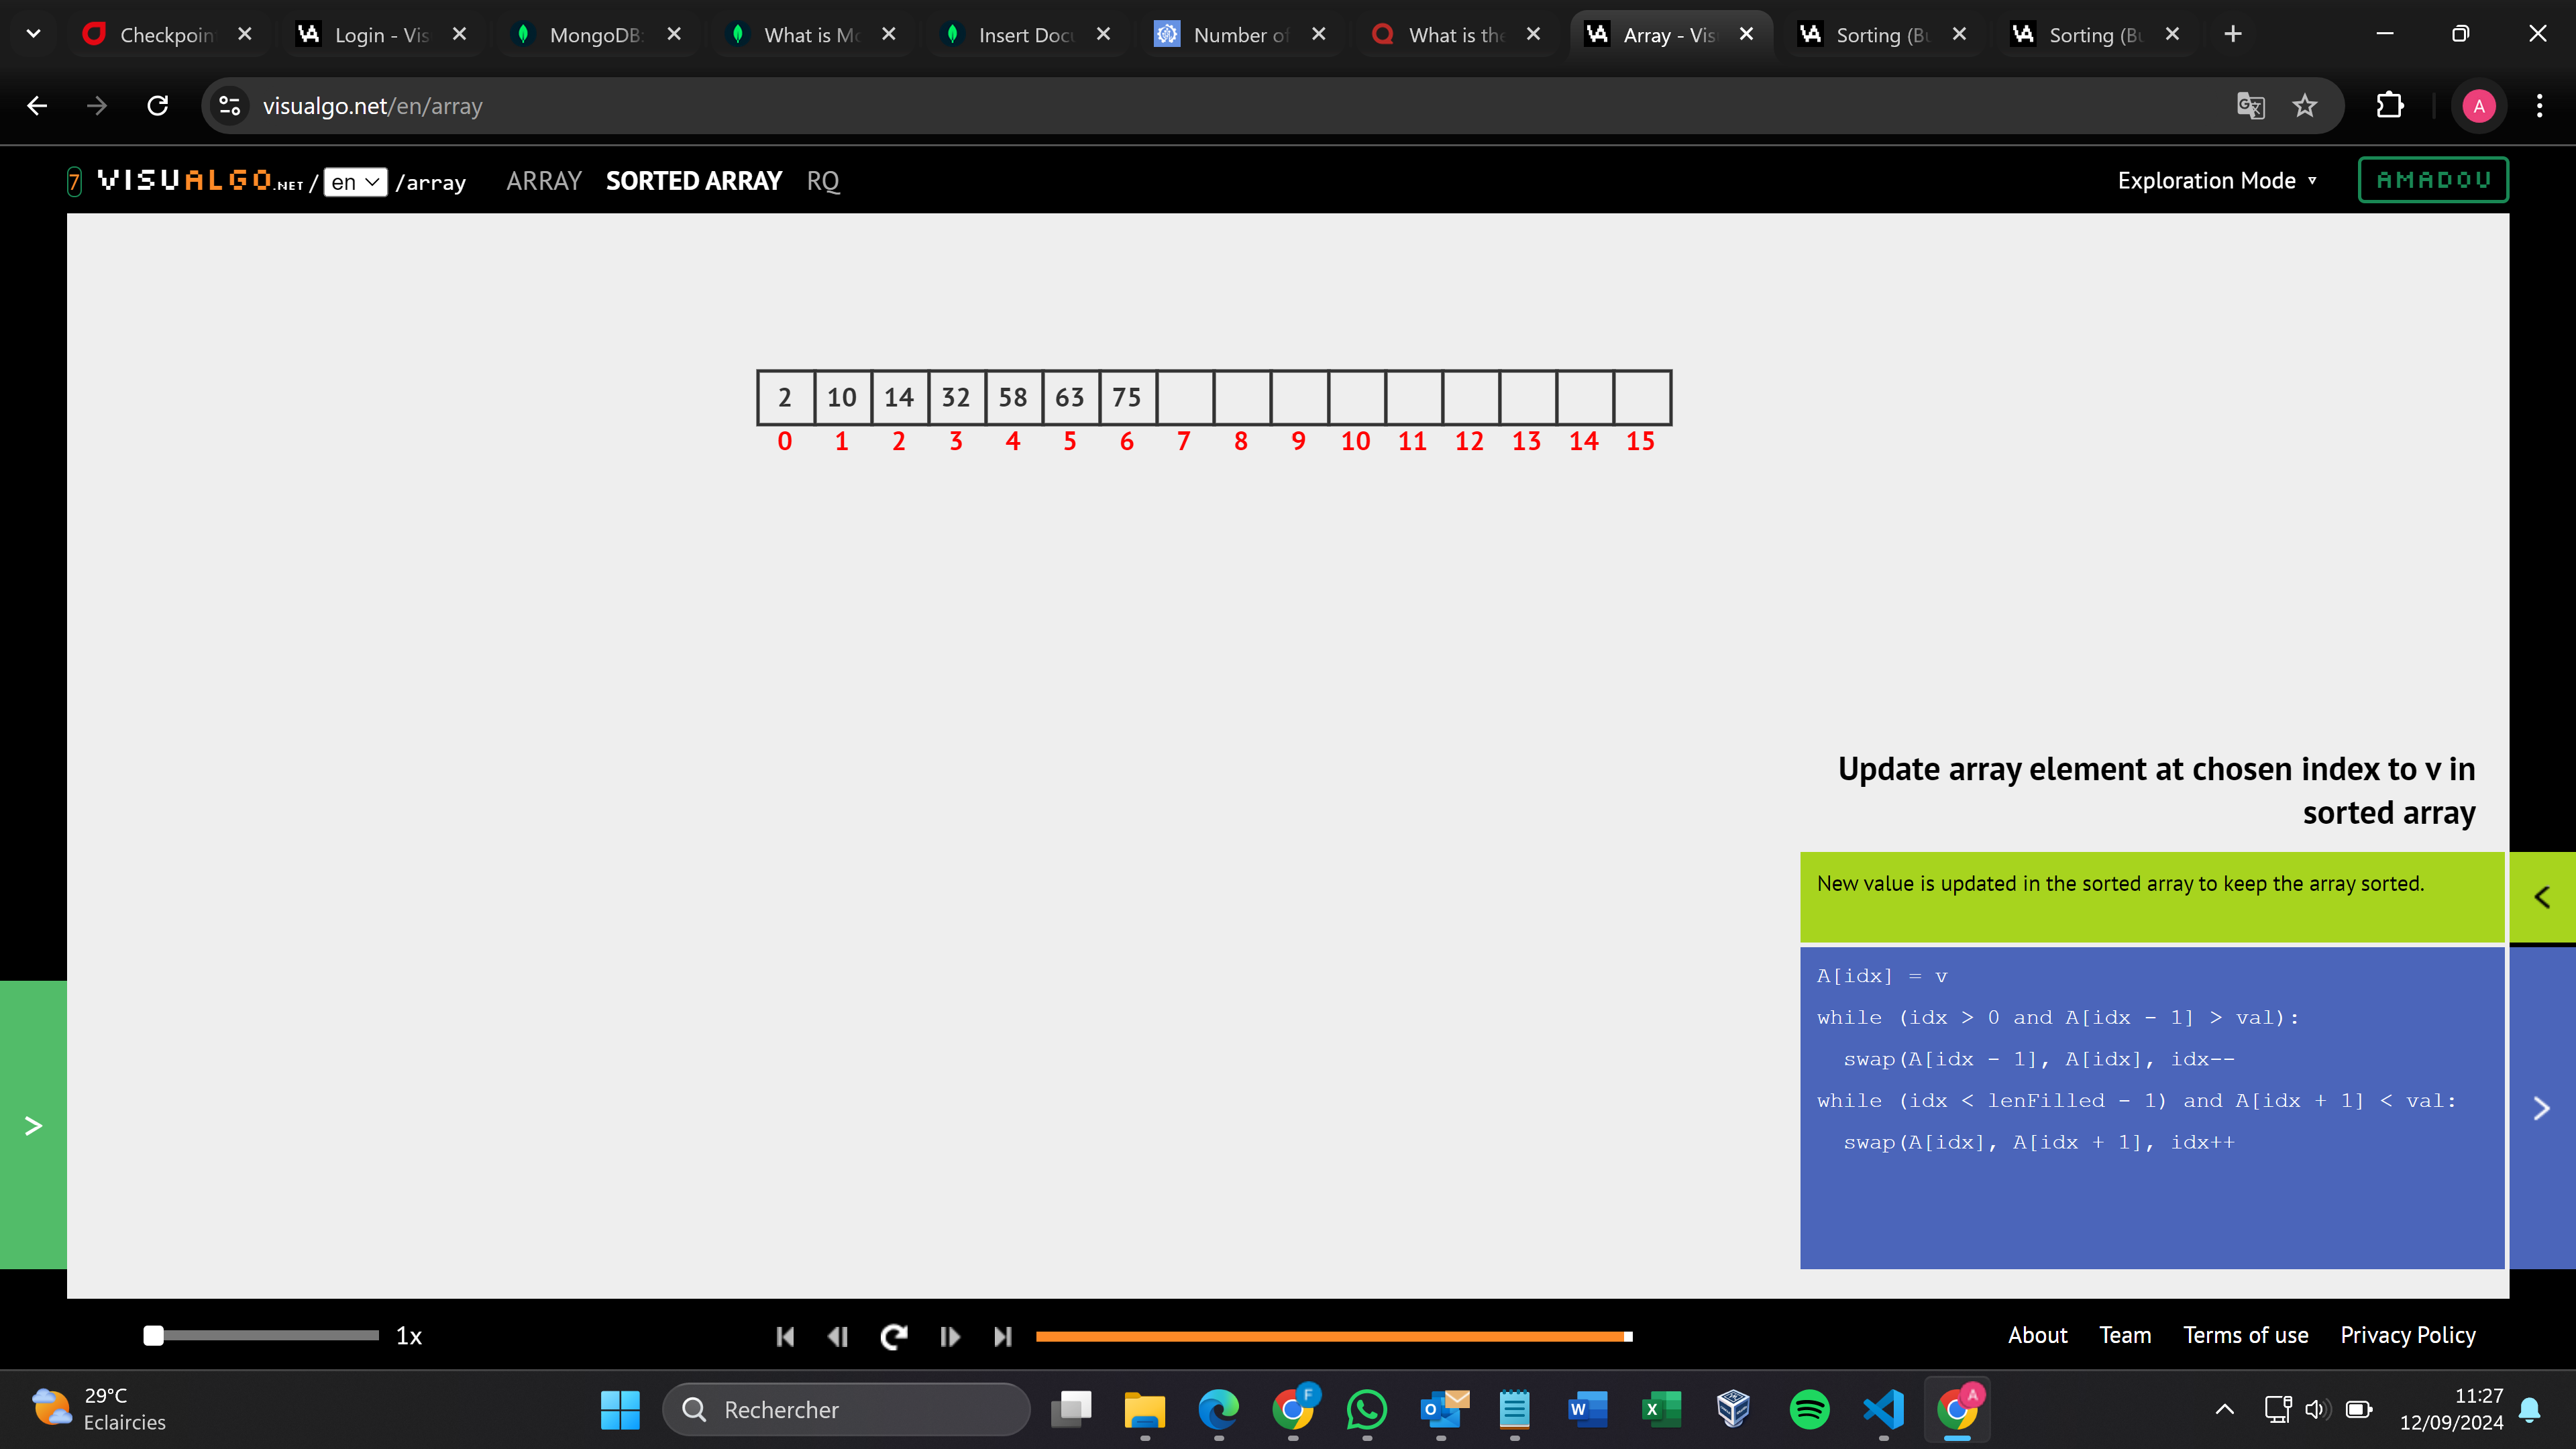 Checkpoin
Login - Vis
MongoDB:
What is Mo
Insert Docu
Number of
What is the
Array - Vis
Sorting (Bu
Sorting (Bu
visualgo.net/en/array
A
7 VISUALGO.NET / en /array ARRAY SORTED ARRAY RQ Exploration Mode AMADOU
2 10 14 32 58 63 75
0 1 2 3 4 5 6 7 8 9 10 11 12 13 14 15
Update array element at chosen index to v in
sorted array
New value is updated in the sorted array to keep the array sorted.
<
A[idx] = v
while (idx > 0 and A[idx - 1] > val):
swap(A[idx - 1], A[idx], idx--
while (idx < lenFilled - 1) and A[idx + 1] < val:
swap(A[idx], A[idx + 1], idx++
>
>
1x
About Team Terms of use Privacy Policy
29°C
Eclaircies
Rechercher
F
A
11:27
12/09/2024